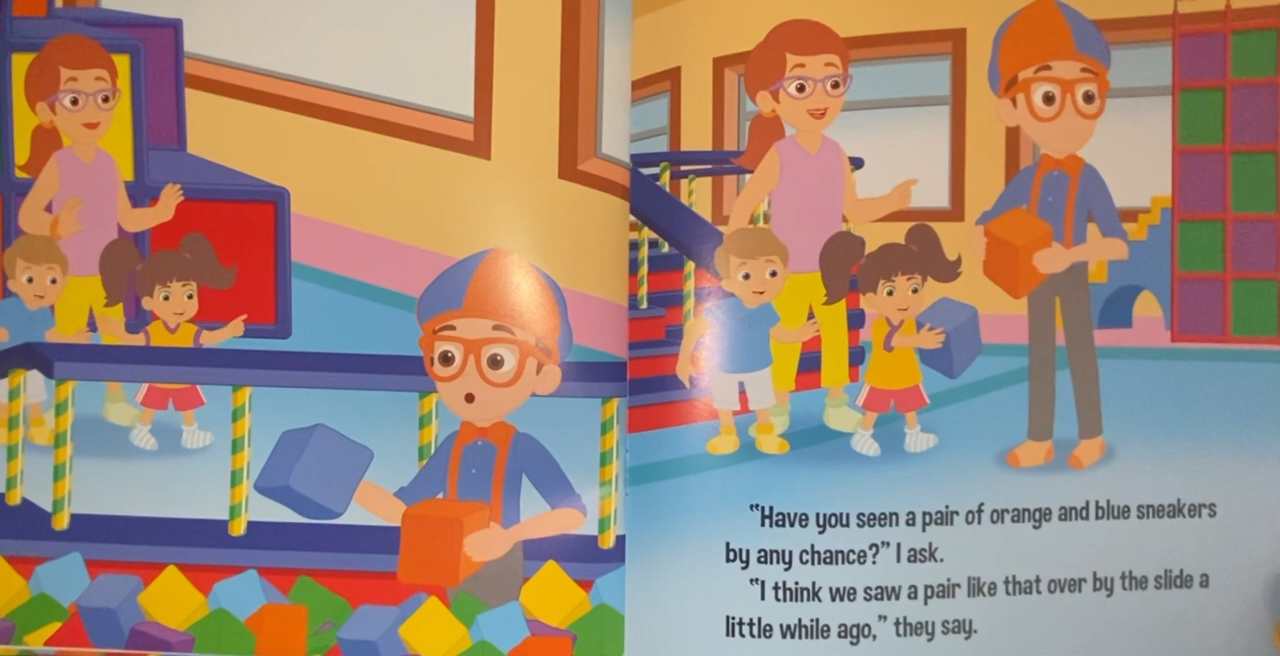 “Have you seen a pair of orange and blue sneakers
by any chance?” I ask.
“I think we saw a pair like that over by the slide a
little while ago,” they say.